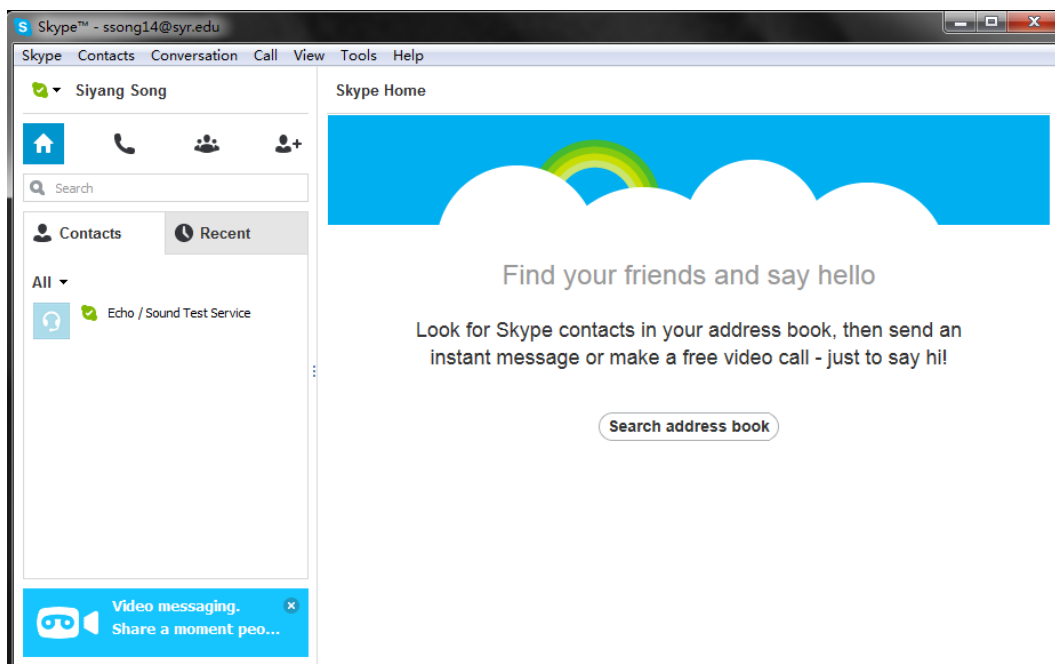 Skype™ - ssong14@syr.edu
Skype Contacts Conversation Call View Tools Help
Siyang Song
Skype Home
Search
Contacts Recent
All
Echo / Sound Test Service
Find your friends and say hello
Look for Skype contacts in your address book, then send an
instant message or make a free video call - just to say hi!
Search address book
Video messaging.
Share a moment peo...